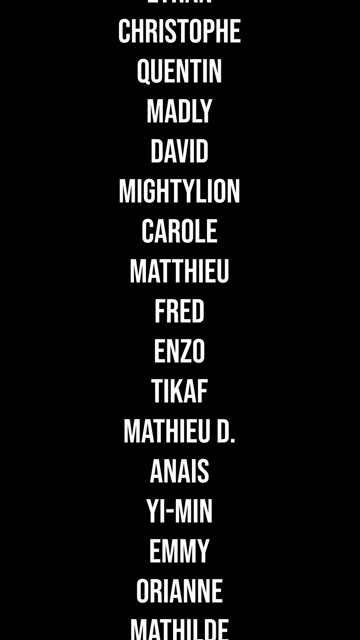 CHRISTOPHE
QUENTIN
MADLY
DAVID
MIGHTYLION
CAROLE
MATTHIEU
FRED
ENZO
TIKAF
MATHIEU D.
ANAIS
YI-MIN
EMMY
ORIANNE
MATHILDE